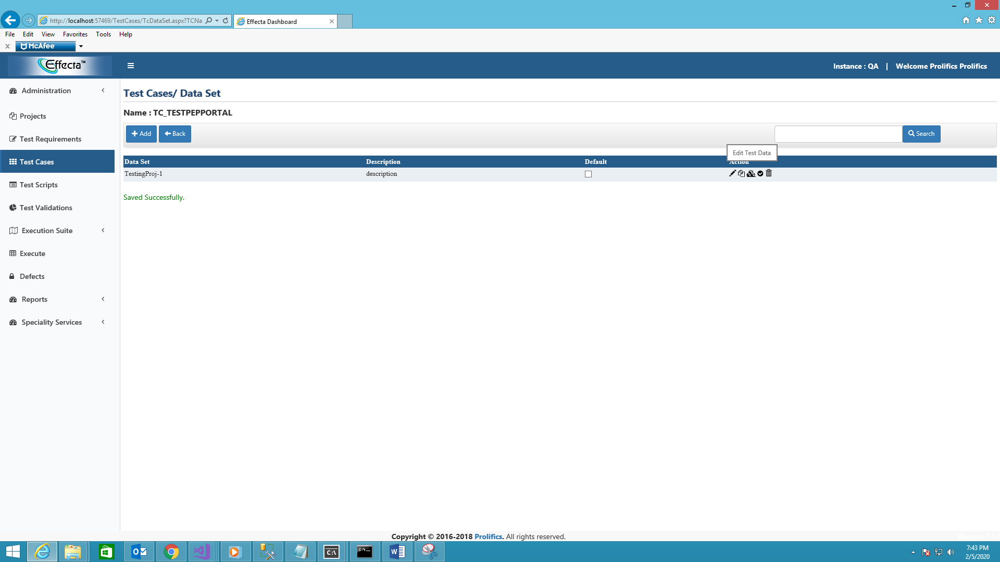 http://localhost:57469/TestCases/TcDataSet.aspx?TCNa
Effecta Dashboard
File Edit View Favorites Tools Help
McAfee
Effecta™
Instance : QA | Welcome Prolifics Prolifics
Administration
Projects
Test Requirements
Test Cases
Test Scripts
Test Validations
Execution Suite
Execute
Defects
Reports
Speciality Services
Test Cases/ Data Set
Name : TC_TESTPEPPORTAL
Add Back
Search
Edit Test Data
Data Set Description Default Action
TestingProj-1 description
Saved Successfully.
Copyright © 2016-2018 Prolifics. All rights reserved.
7:43 PM
2/5/2020